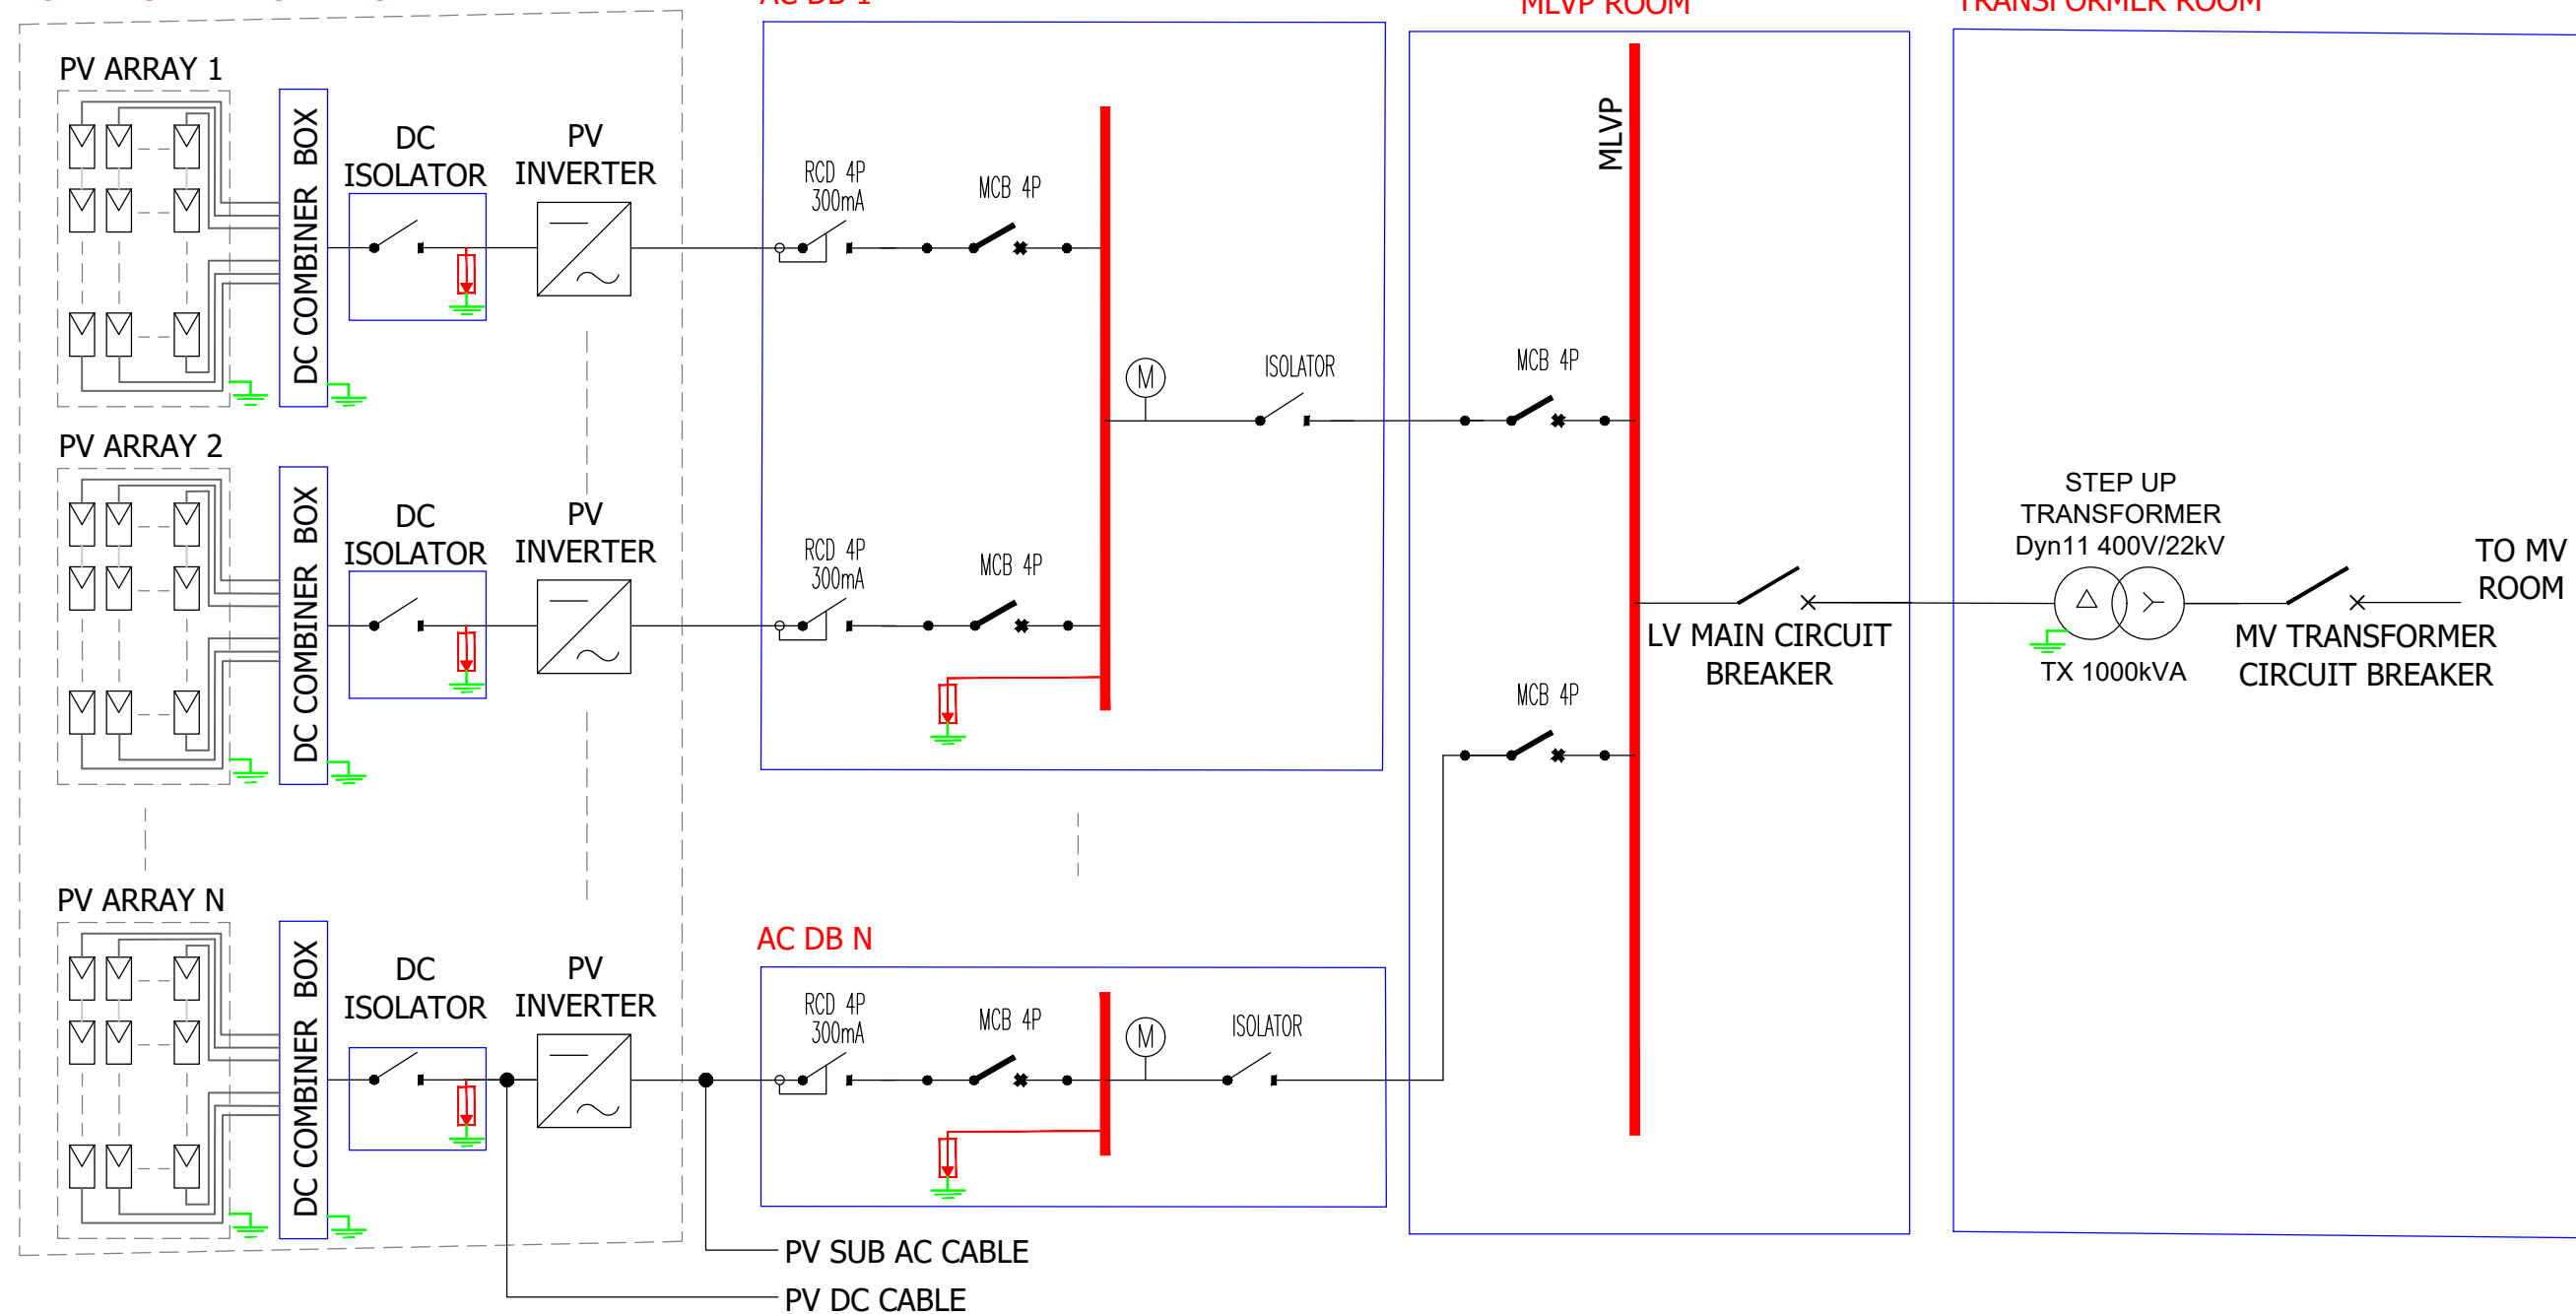 AC DB 1
MLVP ROOM
TRANSFORMER ROOM
PV ARRAY 1
DC COMBINER BOX
DC
ISOLATOR
PV
INVERTER
RCD 4P
300mA
MCB 4P
MLVP
ISOLATOR
M
MCB 4P
PV ARRAY 2
DC COMBINER BOX
DC
ISOLATOR
PV
INVERTER
RCD 4P
300mA
MCB 4P
STEP UP
TRANSFORMER
Dyn11 400V/22kV
TX 1000kVA
TO MV
ROOM
LV MAIN CIRCUIT
BREAKER
MV TRANSFORMER
CIRCUIT BREAKER
MCB 4P
PV ARRAY N
DC COMBINER BOX
DC
ISOLATOR
PV
INVERTER
AC DB N
RCD 4P
300mA
MCB 4P
M
ISOLATOR
PV SUB AC CABLE
PV DC CABLE